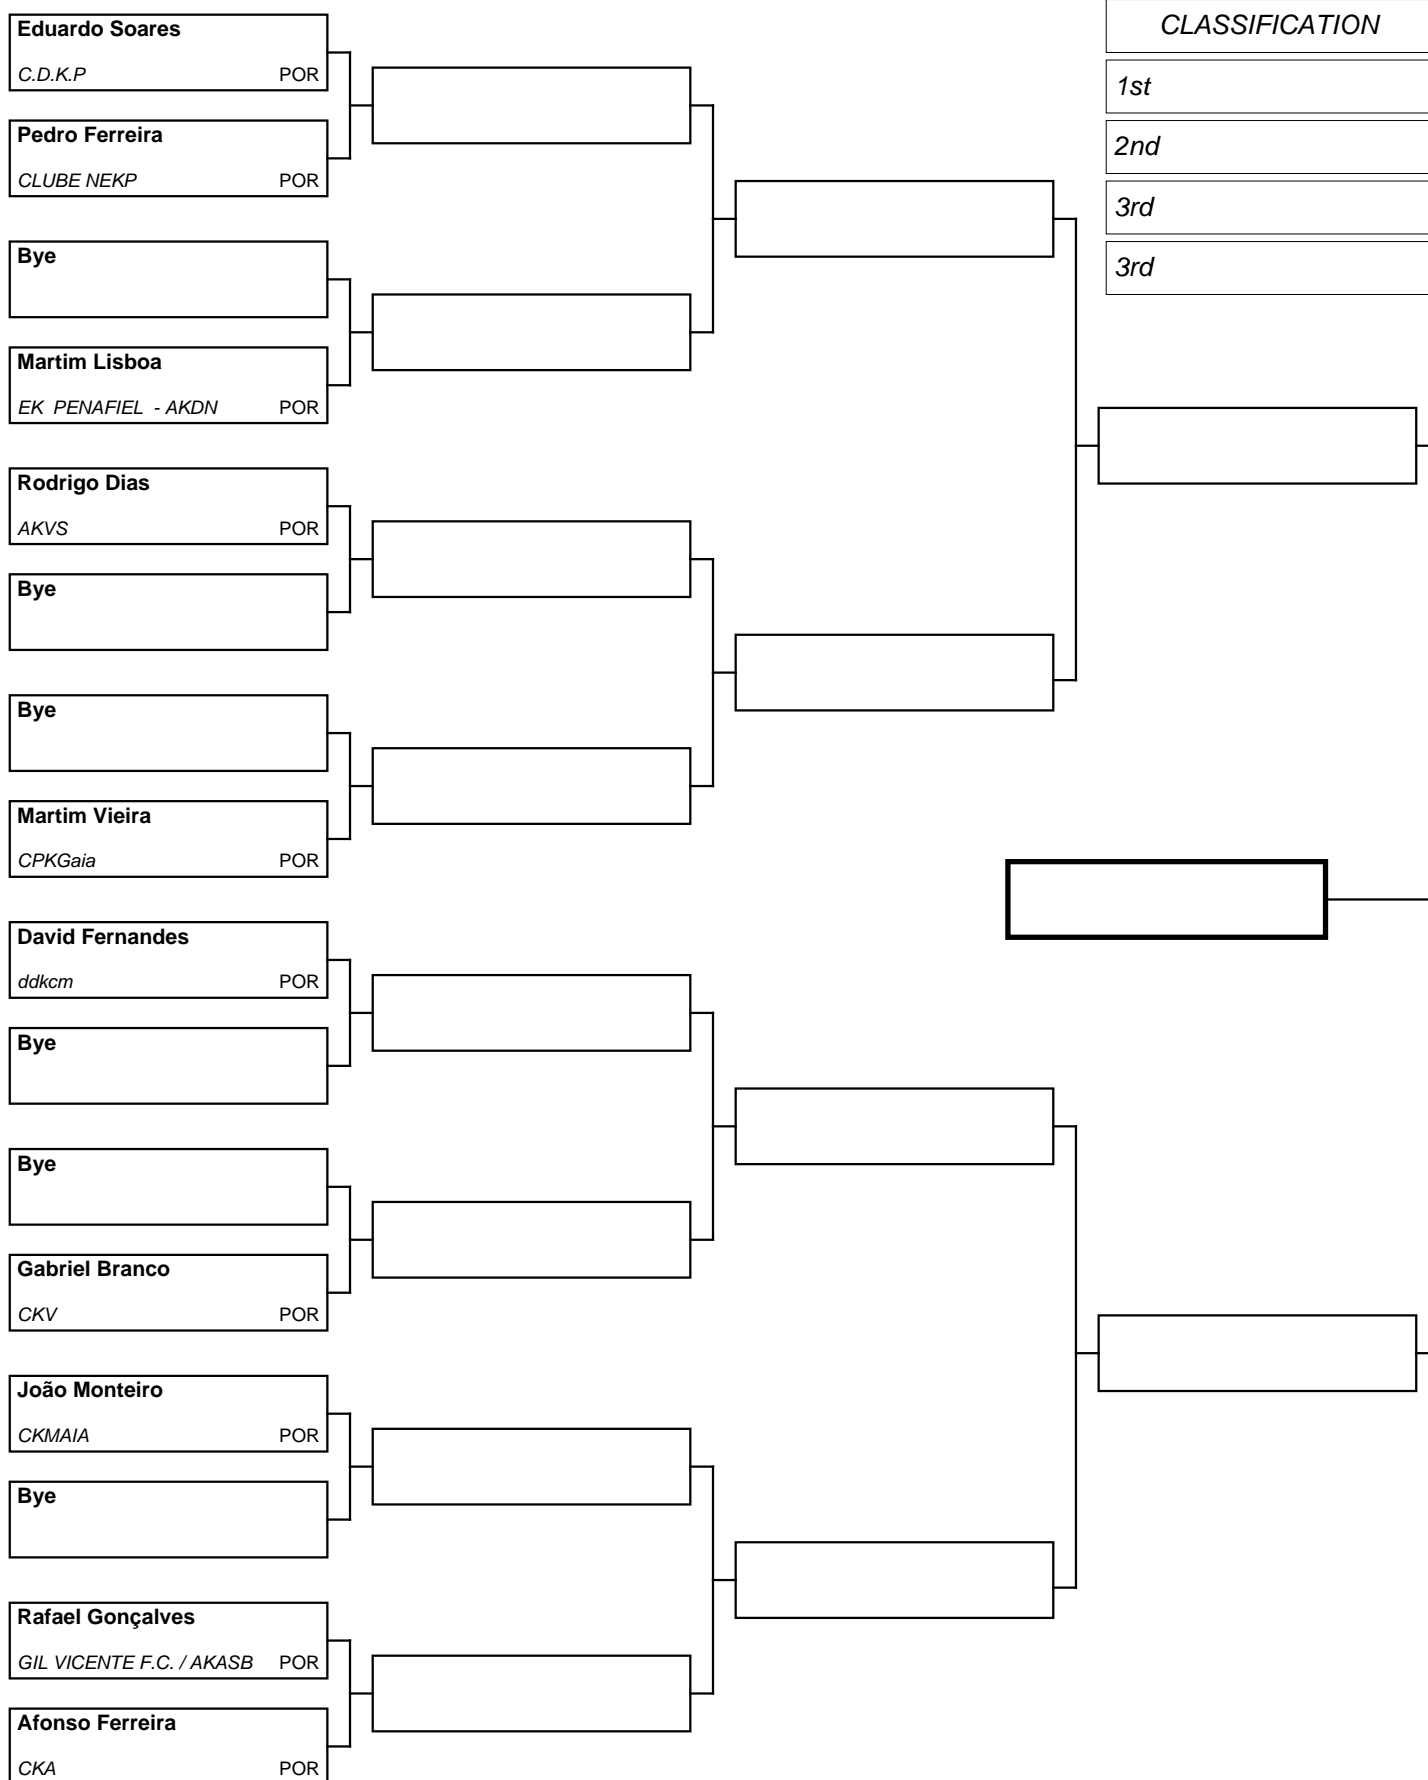 Eduardo Soares
C.D.K.P POR
Pedro Ferreira
CLUBE NEKP POR
Bye
Martim Lisboa
EK PENAFIEL - AKDN POR
Rodrigo Dias
AKVS POR
Bye
Bye
Martim Vieira
CPKGaia POR
David Fernandes
ddkcm POR
Bye
Bye
Gabriel Branco
CKV POR
João Monteiro
CKMAIA POR
Bye
Rafael Gonçalves
GIL VICENTE F.C. / AKASB POR
Afonso Ferreira
CKA POR
CLASSIFICATION
1st
2nd
3rd
3rd